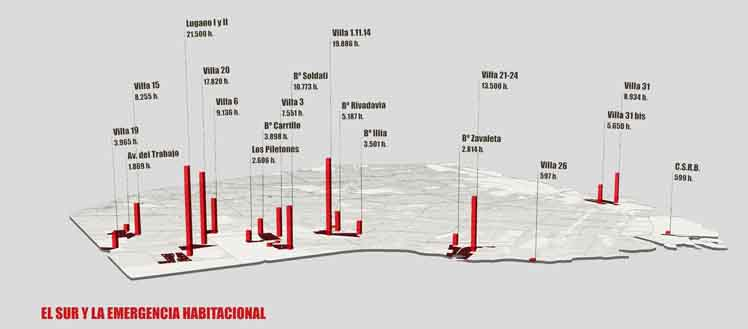 Lugano I y II
21.500 h.
Villa 1.11.14
19.886 h.
Villa 20
17.820 h.
Bº Soldati
10.773 h.
Villa 21-24
13.500 h.
Villa 15
8.255 h.
Villa 31
8.934 h.
Villa 6
9.136 h.
Villa 3
7.551 h.
Bº Rivadavia
5.187 h.
Villa 31 bis
5.650 h.
Bº Carrillo
3.898 h.
Villa 19
3.965 h.
Bº Illia
3.501 h.
Bº Zavaleta
2.814 h.
Los Piletones
2.606 h.
Av. del Trabajo
1.869 h.
Villa 26
597 h.
C.S.R.B.
599 h.
EL SUR Y LA EMERGENCIA HABITACIONAL